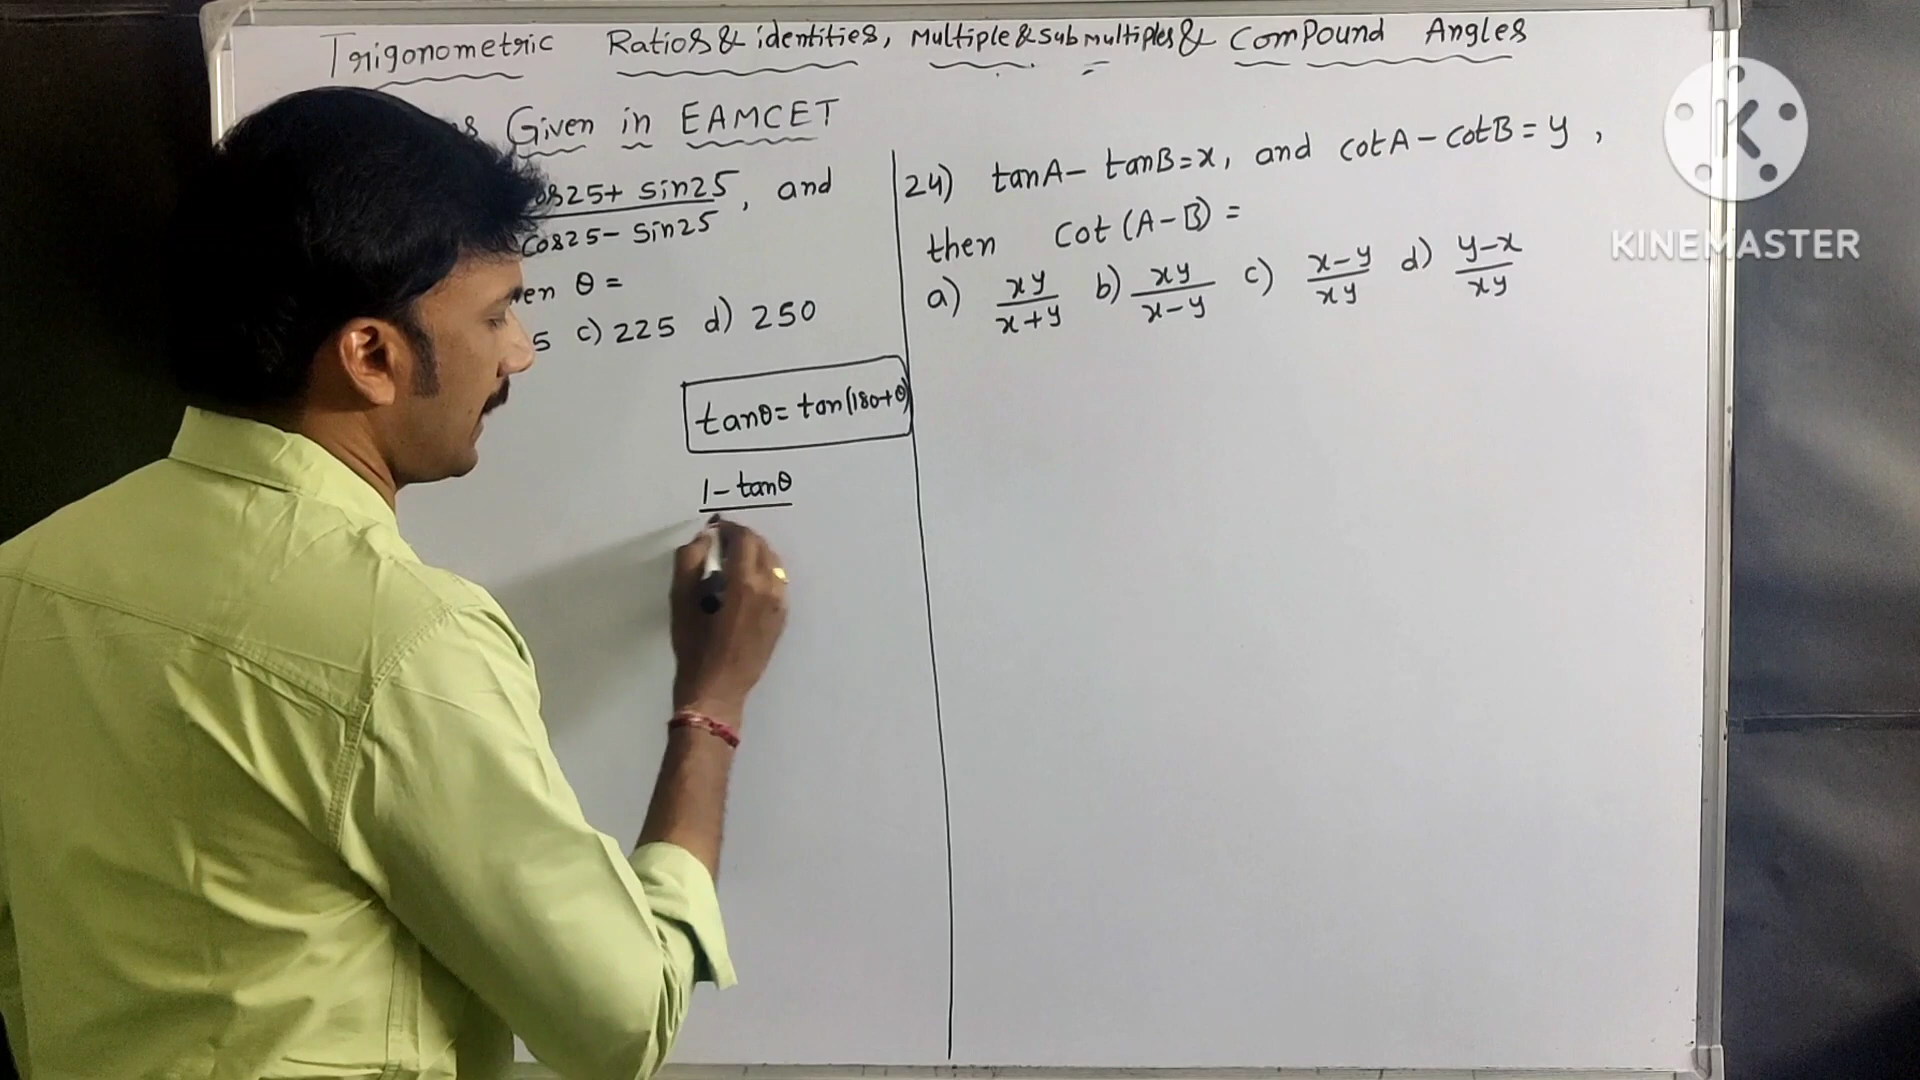 Trigonometric Ratios & identities, Multiple & sub multiples & Compound Angles
Given in EAMCET
cos25 + sin25 , and
cos25 - sin25
θ =
5 c) 225 d) 250
tanθ = tan(180+θ)
1 - tanθ
24) tanA - tanB = x, and cotA - cotB = y ,
then cot (A - B) =
a) xy/x+y b) xy/x-y c) x-y/xy d) y-x/xy
KINEMASTER